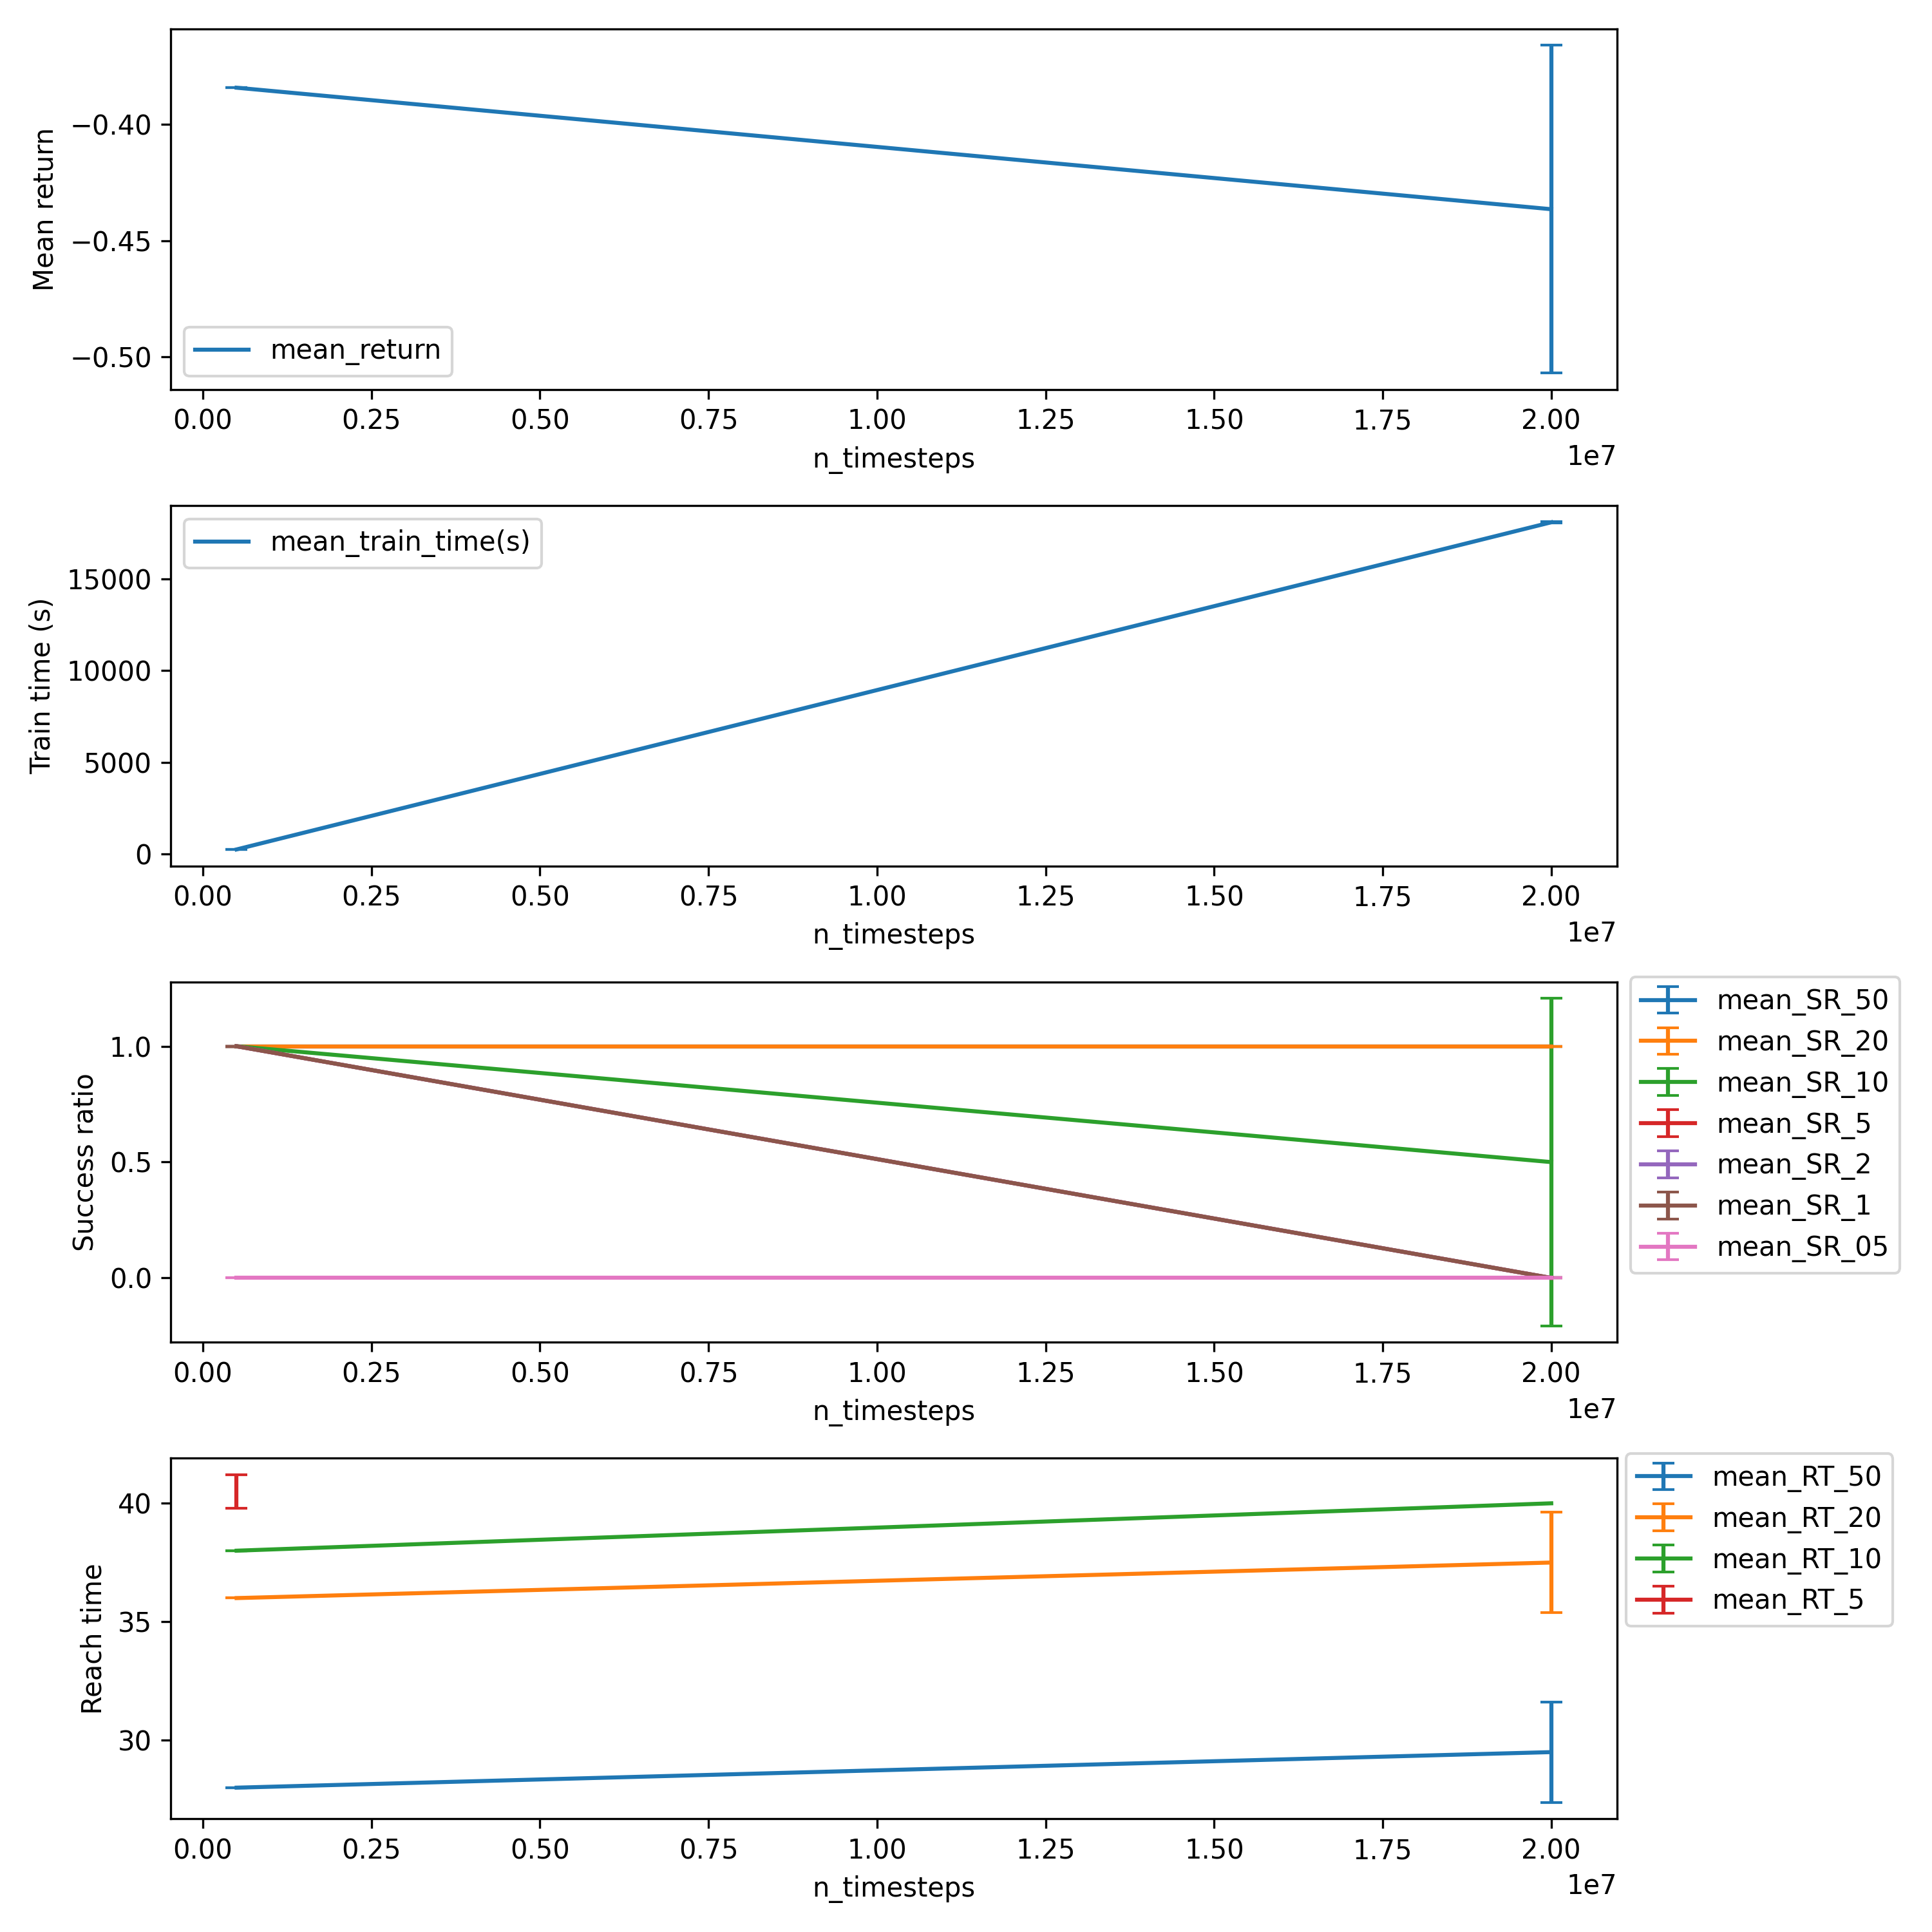 −0.40
−0.45
−0.50
Mean return
mean_return
0.00 0.25 0.50 0.75 1.00 1.25 1.50 1.75 2.00
n_timesteps
1e7
mean_train_time(s)
15000
10000
5000
0
Train time (s)
0.00 0.25 0.50 0.75 1.00 1.25 1.50 1.75 2.00
n_timesteps
1e7
1.0
0.5
0.0
Success ratio
mean_SR_50
mean_SR_20
mean_SR_10
mean_SR_5
mean_SR_2
mean_SR_1
mean_SR_05
0.00 0.25 0.50 0.75 1.00 1.25 1.50 1.75 2.00
n_timesteps
1e7
40
35
30
Reach time
mean_RT_50
mean_RT_20
mean_RT_10
mean_RT_5
0.00 0.25 0.50 0.75 1.00 1.25 1.50 1.75 2.00
n_timesteps
1e7